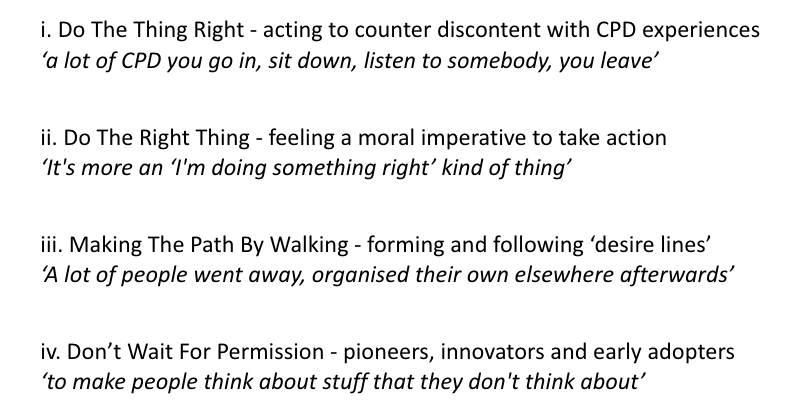 i. Do The Thing Right - acting to counter discontent with CPD experiences
‘a lot of CPD you go in, sit down, listen to somebody, you leave’
ii. Do The Right Thing - feeling a moral imperative to take action
‘It's more an ‘I'm doing something right’ kind of thing’
iii. Making The Path By Walking - forming and following ‘desire lines’
‘A lot of people went away, organised their own elsewhere afterwards’
iv. Don’t Wait For Permission - pioneers, innovators and early adopters
‘to make people think about stuff that they don't think about’